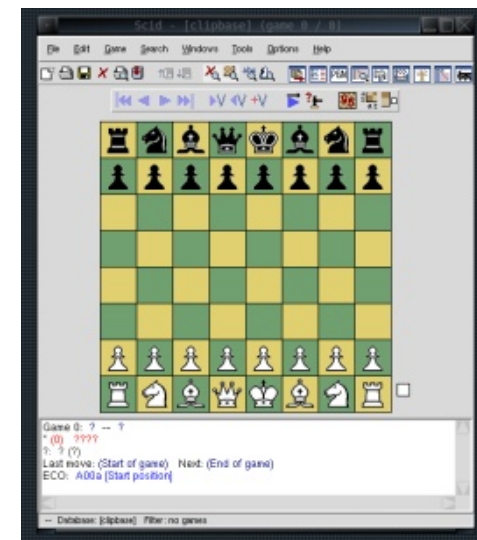 Scid - [clipbase] (game 0 / 0)
File Edit Game Search Windows Tools Options Help
Game 0: ? -- ?
* (0) ????
?: ? (?)
Last move: (Start of game) Next: (End of game)
ECO: A00a [Start position]
-- Database: [clipbase] Filter: no games